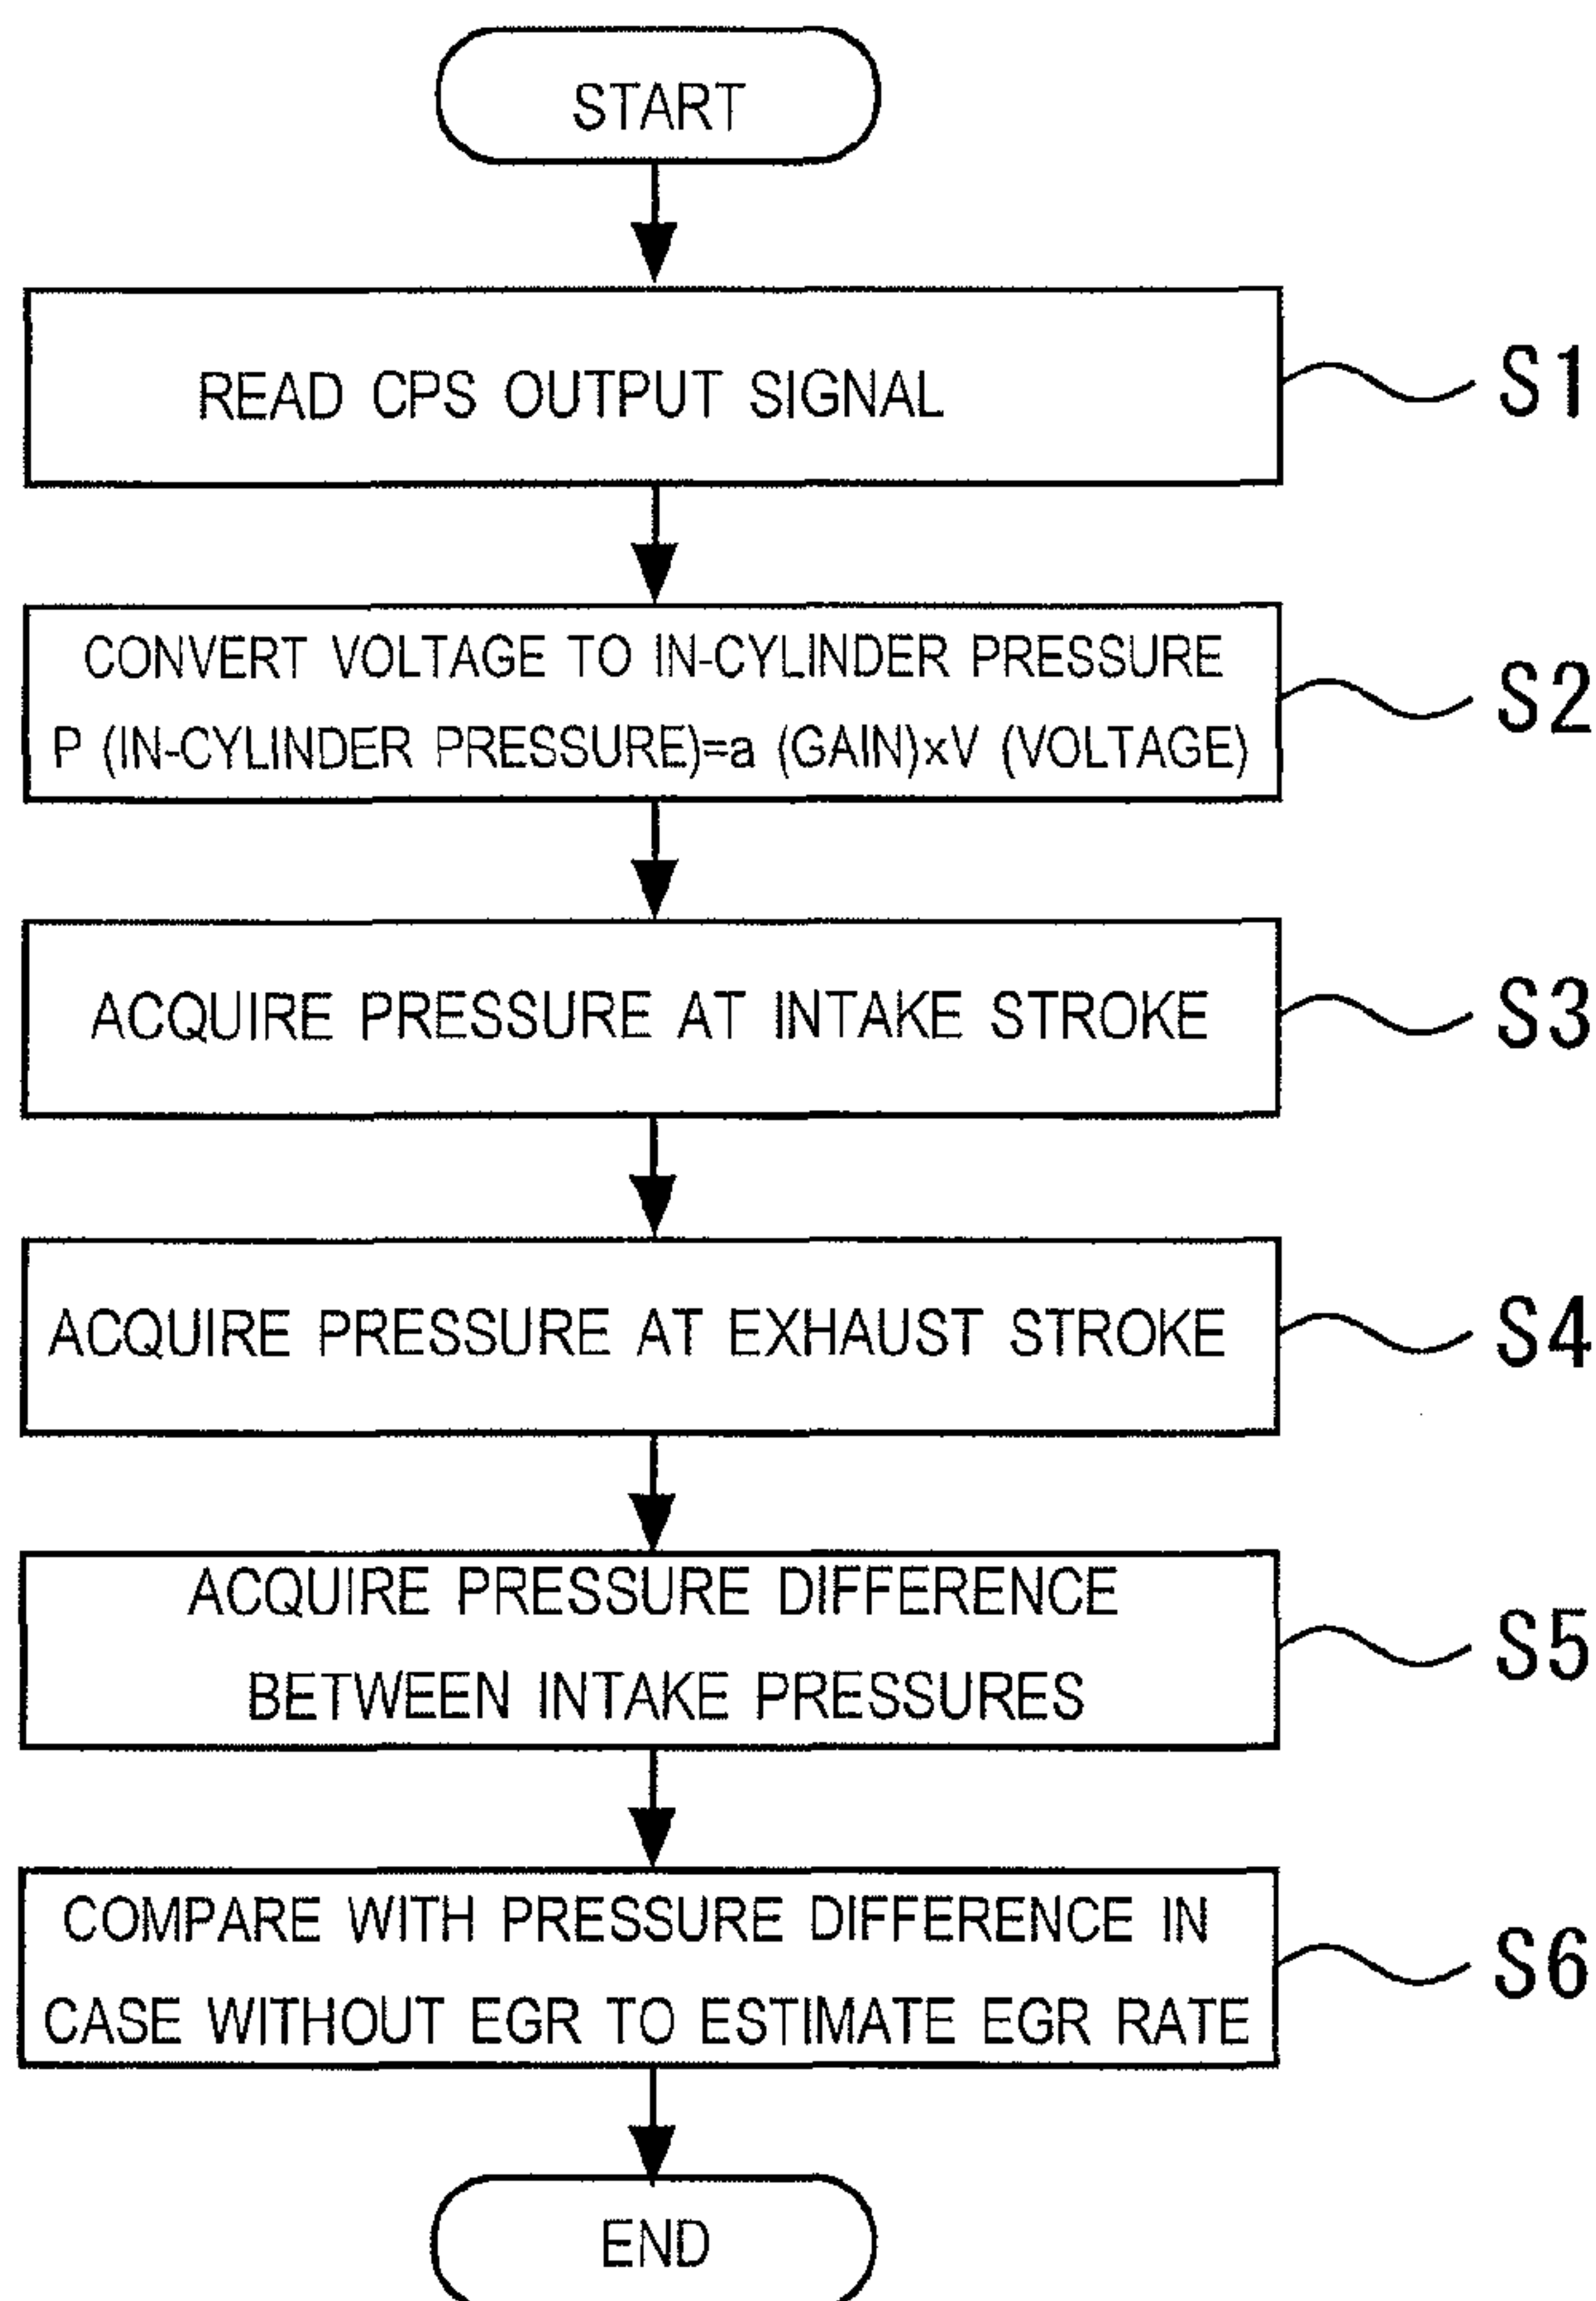 START
READ CPS OUTPUT SIGNAL
S1
CONVERT VOLTAGE TO IN-CYLINDER PRESSURE
P (IN-CYLINDER PRESSURE)=a (GAIN)xV (VOLTAGE)
S2
ACQUIRE PRESSURE AT INTAKE STROKE
S3
ACQUIRE PRESSURE AT EXHAUST STROKE
S4
ACQUIRE PRESSURE DIFFERENCE
BETWEEN INTAKE PRESSURES
S5
COMPARE WITH PRESSURE DIFFERENCE IN
CASE WITHOUT EGR TO ESTIMATE EGR RATE
S6
END